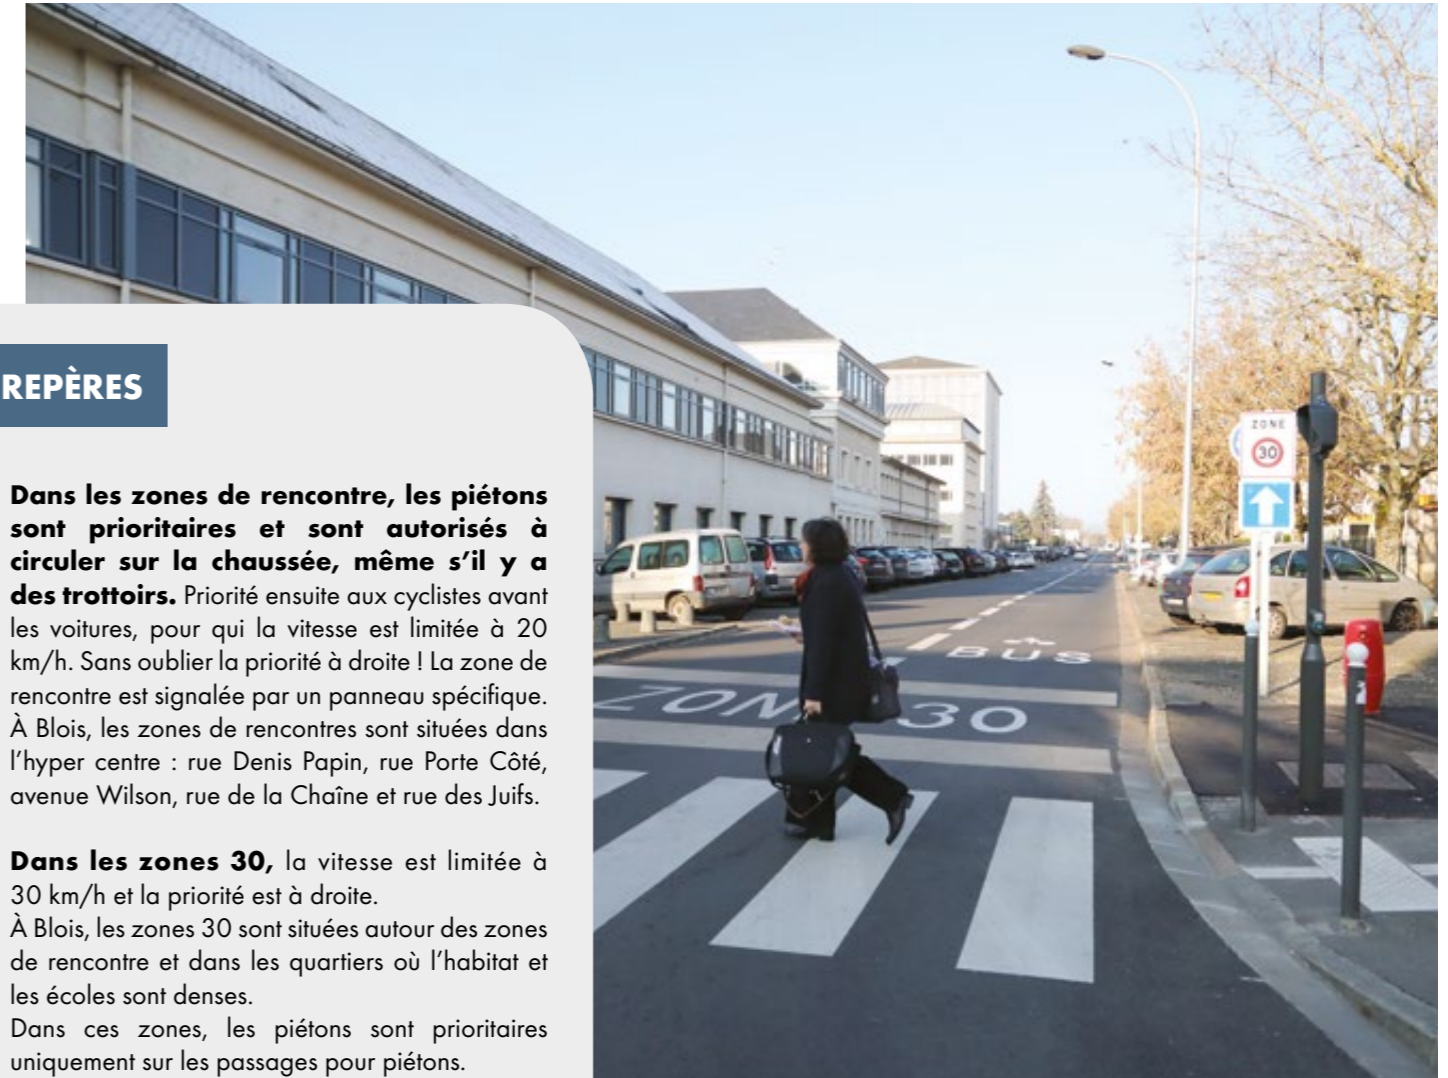 REPÈRES
Dans les zones de rencontre, les piétons
sont prioritaires et sont autorisés à
circuler sur la chaussée, même s’il y a
des trottoirs. Priorité ensuite aux cyclistes avant
les voitures, pour qui la vitesse est limitée à 20
km/h. Sans oublier la priorité à droite ! La zone de
rencontre est signalée par un panneau spécifique.
À Blois, les zones de rencontres sont situées dans
l’hyper centre : rue Denis Papin, rue Porte Côté,
avenue Wilson, rue de la Chaîne et rue des Juifs.
Dans les zones 30, la vitesse est limitée à
30 km/h et la priorité est à droite.
À Blois, les zones 30 sont situées autour des zones
de rencontre et dans les quartiers où l’habitat et
les écoles sont denses.
Dans ces zones, les piétons sont prioritaires
uniquement sur les passages pour piétons.
ZONE
30
BUS
ZON 30